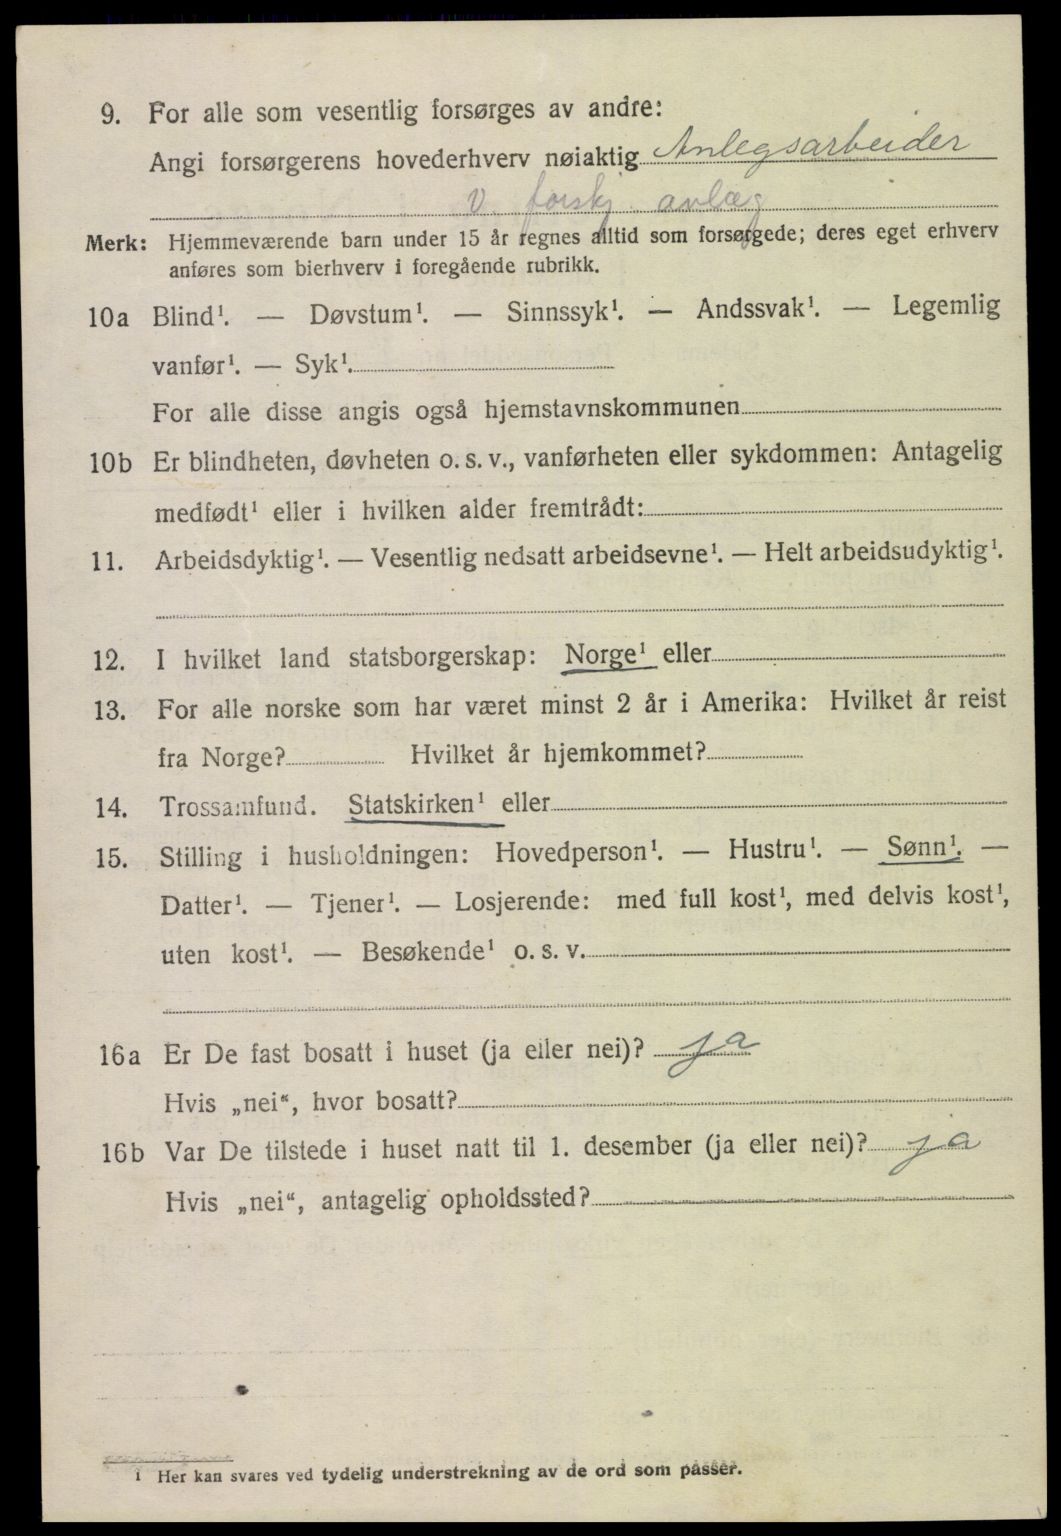 9. For alle som vesentlig forsørges av andre:
Angi forsørgerens hovederhverv nøiaktig Anlegsarbeider
v forskj anlæg
Merk: Hjemmeværende barn under 15 år regnes alltid som forsørgede; deres eget erhverv
anføres som bierhverv i foregående rubrikk.
10a Blind¹. — Døvstum¹. — Sinnssyk¹. — Andssvak¹. — Legemlig
vanfør¹. — Syk¹.
For alle disse angis også hjemstavnskommunen
10b Er blindheten, døvheten o. s. v., vanførheten eller sykdommen: Antagelig
medfødt¹ eller i hvilken alder fremtrådt:
11. Arbeidsdyktig¹. — Vesentlig nedsatt arbeidsevne¹. — Helt arbeidsudyktig¹.
12. I hvilket land statsborgerskap: Norge¹ eller
13. For alle norske som har været minst 2 år i Amerika: Hvilket år reist
fra Norge? Hvilket år hjemkommet?
14. Trossamfund. Statskirken¹ eller
15. Stilling i husholdningen: Hovedperson¹. — Hustru¹. — Sønn¹. —
Datter¹. — Tjener¹. — Losjerende: med full kost¹, med delvis kost¹,
uten kost¹. — Besøkende¹ o. s. v.
16a Er De fast bosatt i huset (ja eller nei)? ja
Hvis „nei“, hvor bosatt?
16b Var De tilstede i huset natt til 1. desember (ja eller nei)? ja
Hvis „nei“, antagelig opholdssted?
1 Her kan svares ved tydelig understrekning av de ord som passer.